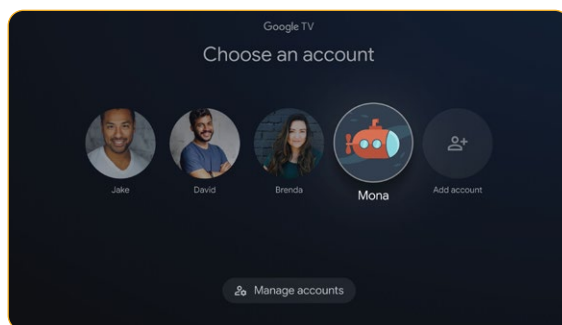 Google TV
Choose an account
Jake
David
Brenda
Mona
Add account
Manage accounts